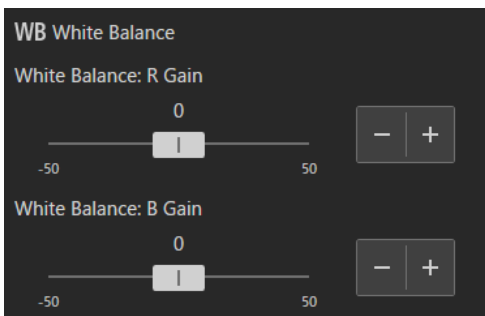 WB White Balance
White Balance: R Gain
0
− +
-50 50
White Balance: B Gain
0
− +
-50 50